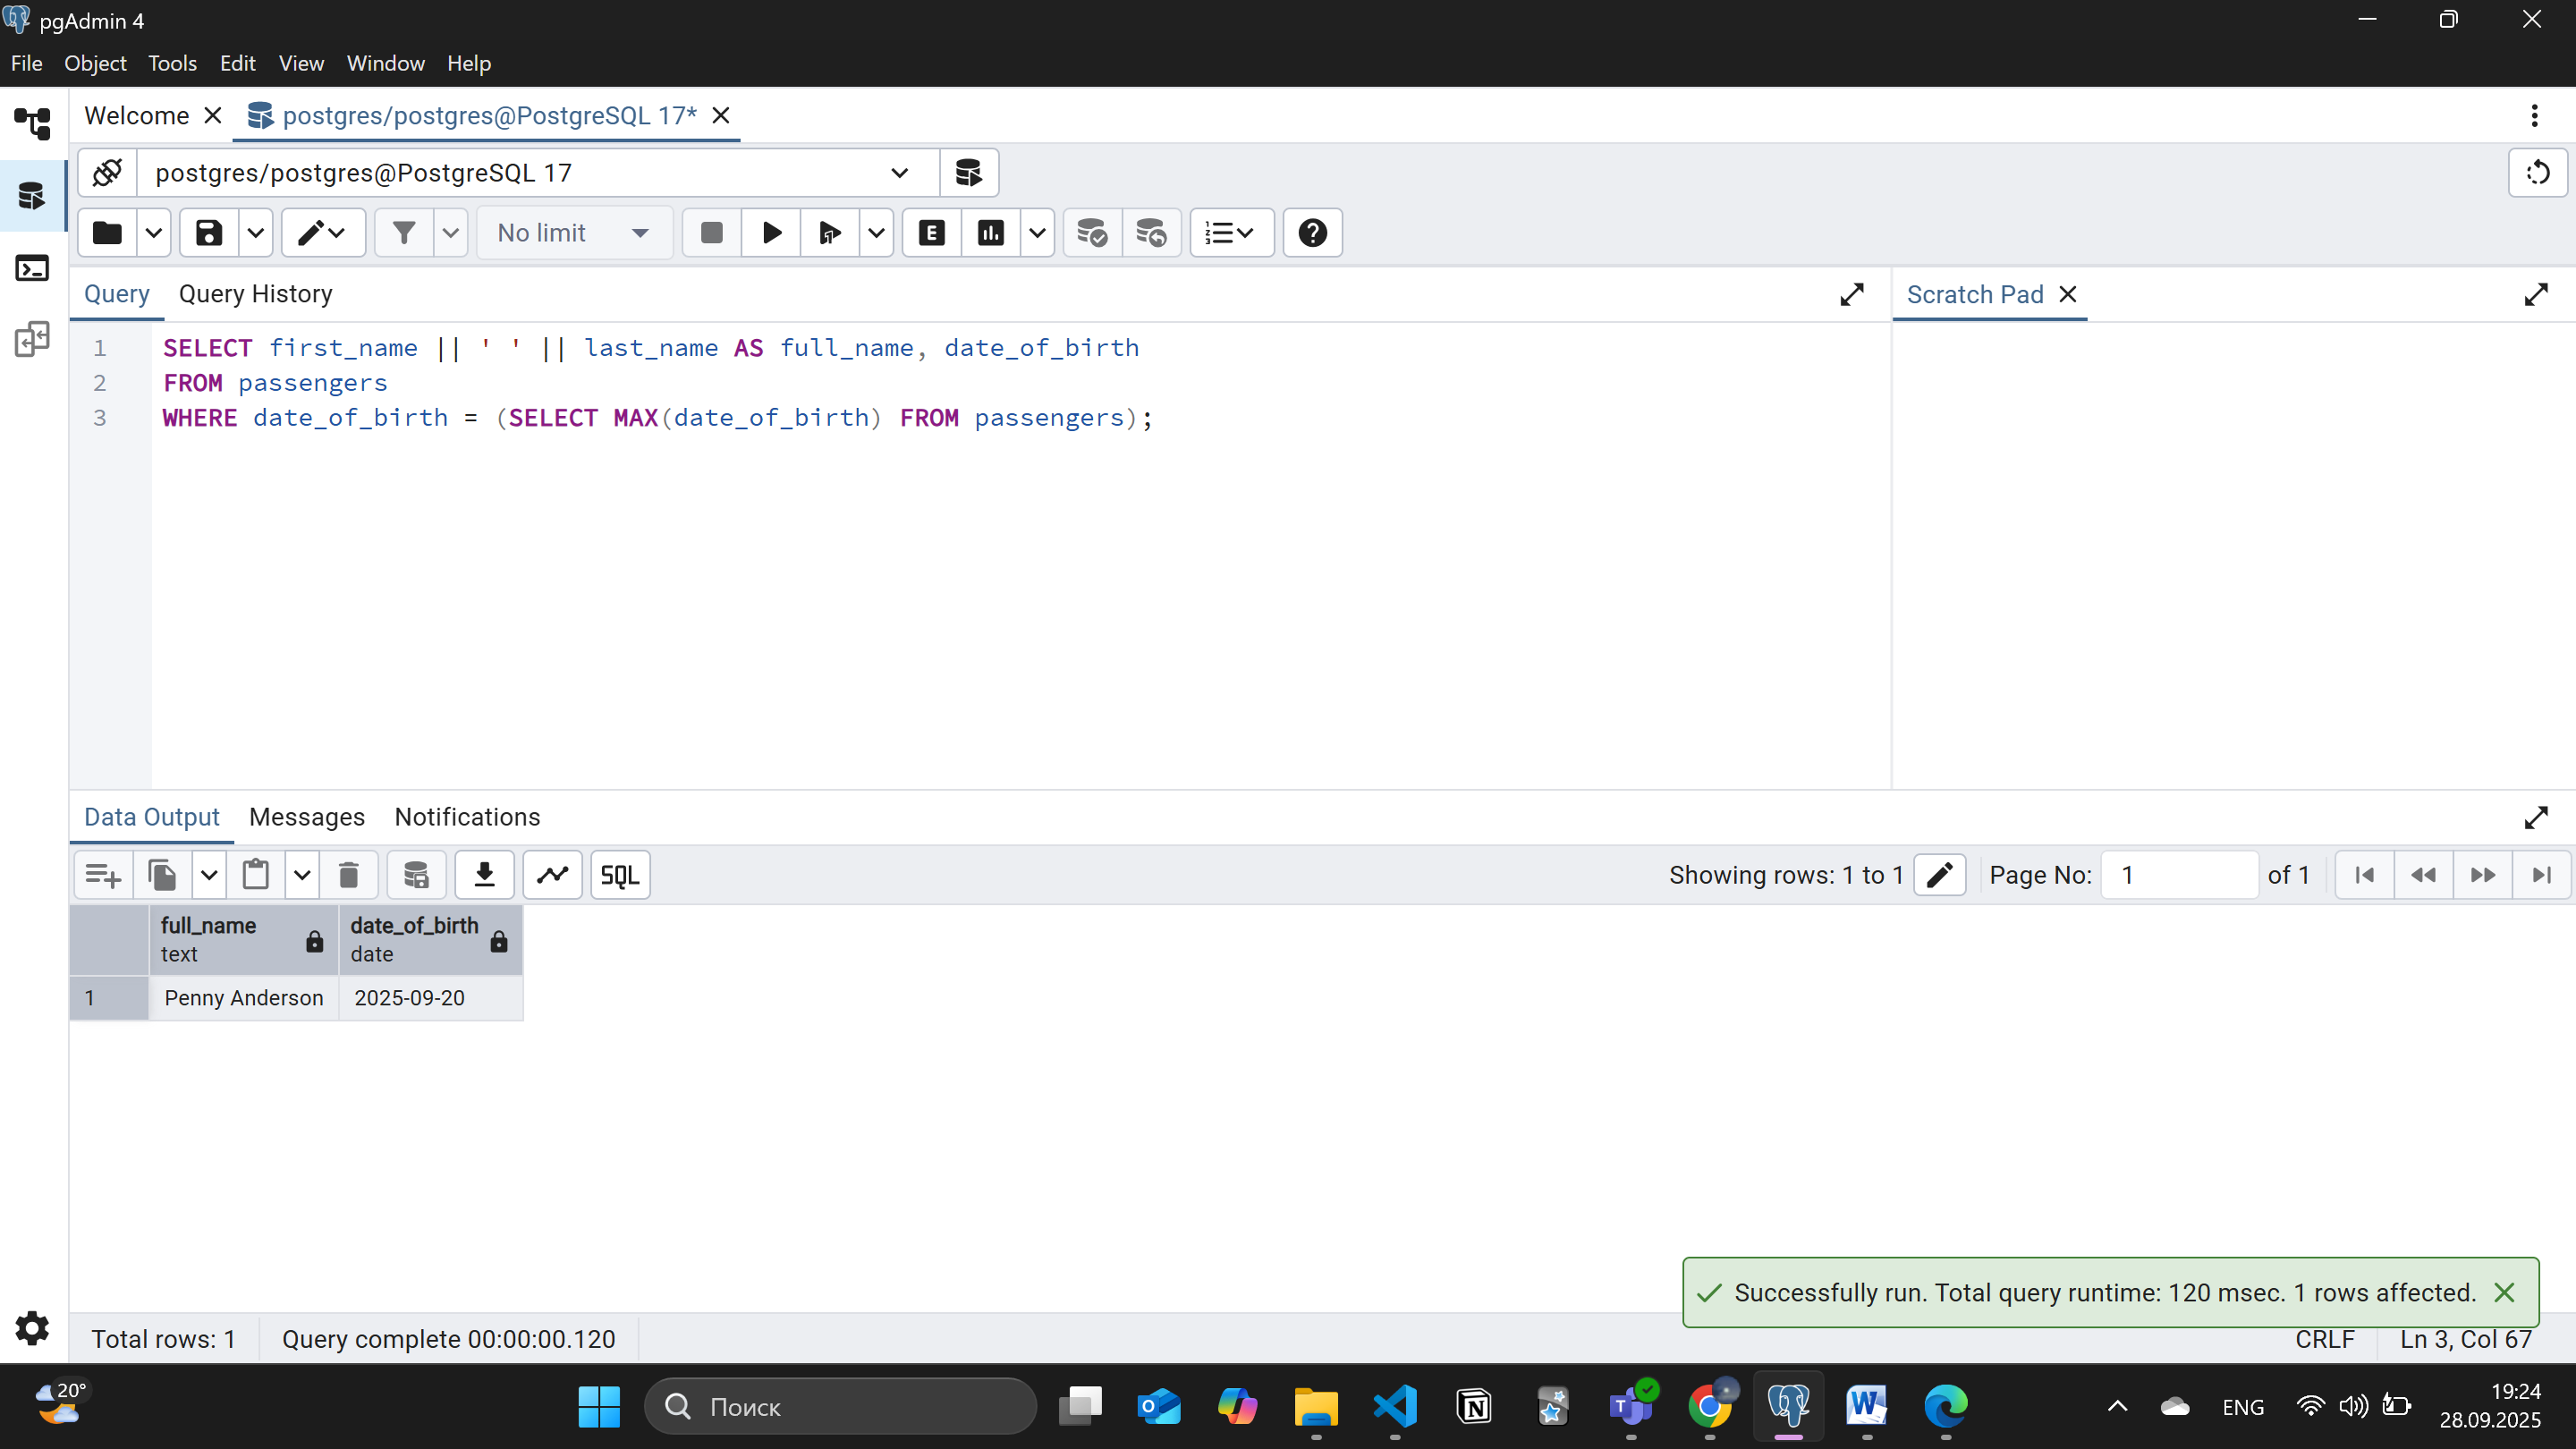 pgAdmin 4
File Object Tools Edit View Window Help
Welcome postgres/postgres@PostgreSQL 17*
postgres/postgres@PostgreSQL 17
No limit
Query Query History
Scratch Pad
1 SELECT first_name || ' ' || last_name AS full_name, date_of_birth
2 FROM passengers
3 WHERE date_of_birth = (SELECT MAX(date_of_birth) FROM passengers);
Data Output Messages Notifications
SQL Showing rows: 1 to 1 Page No: 1 of 1
full_name date_of_birth
text date
1 Penny Anderson 2025-09-20
Successfully run. Total query runtime: 120 msec. 1 rows affected.
Total rows: 1 Query complete 00:00:00.120 CRLF Ln 3, Col 67
20° Поиск ENG 19:24
28.09.2025